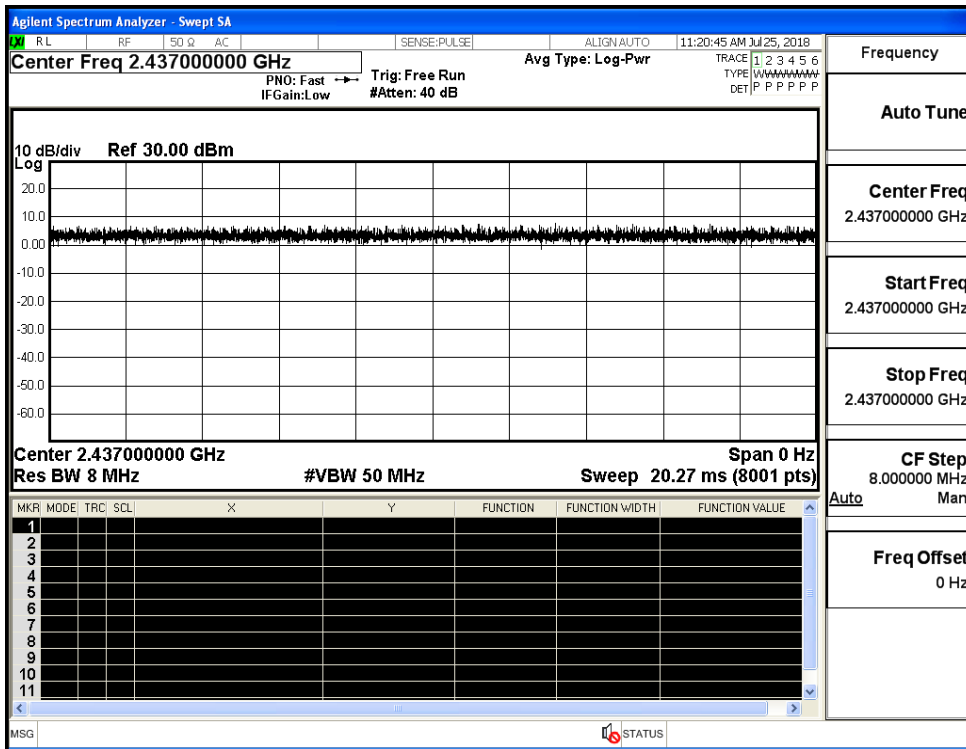 Agilent Spectrum Analyzer - Swept SA
LXI RL RF 50 Ω AC SENSE:PULSE ALIGN AUTO 11:20:45 AM Jul 25, 2018
Center Freq 2.437000000 GHz
Avg Type: Log-Pwr
TRACE 1 2 3 4 5 6
PNO: Fast
Trig: Free Run
TYPE WWWWWW
IFGain:Low
#Atten: 40 dB
DET P P P P P P
10 dB/div Ref 30.00 dBm
Log
20.0
10.0
0.00
-10.0
-20.0
-30.0
-40.0
-50.0
-60.0
Center 2.437000000 GHz Span 0 Hz
Res BW 8 MHz #VBW 50 MHz Sweep 20.27 ms (8001 pts)
MKR MODE TRC SCL X Y FUNCTION FUNCTION WIDTH FUNCTION VALUE
1
2
3
4
5
6
7
8
9
10
11
MSG STATUS
Frequency
Auto Tune
Center Freq
2.437000000 GHz
Start Freq
2.437000000 GHz
Stop Freq
2.437000000 GHz
CF Step
8.000000 MHz
Auto Man
Freq Offset
0 Hz